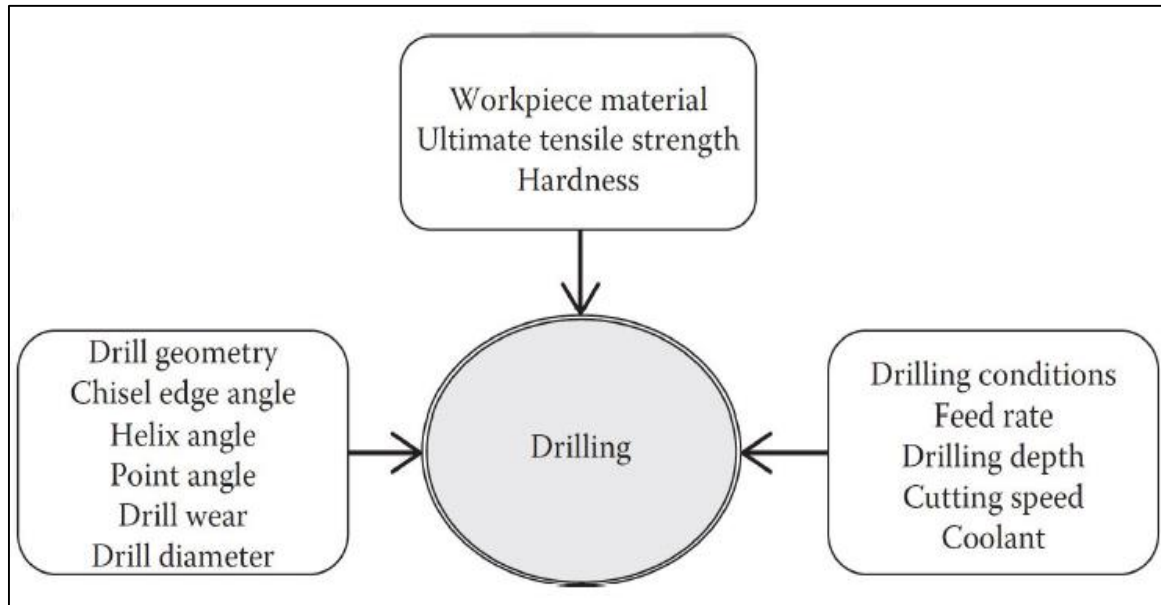 Workpiece material
Ultimate tensile strength
Hardness
Drill geometry
Chisel edge angle
Helix angle
Point angle
Drill wear
Drill diameter
Drilling
Drilling conditions
Feed rate
Drilling depth
Cutting speed
Coolant